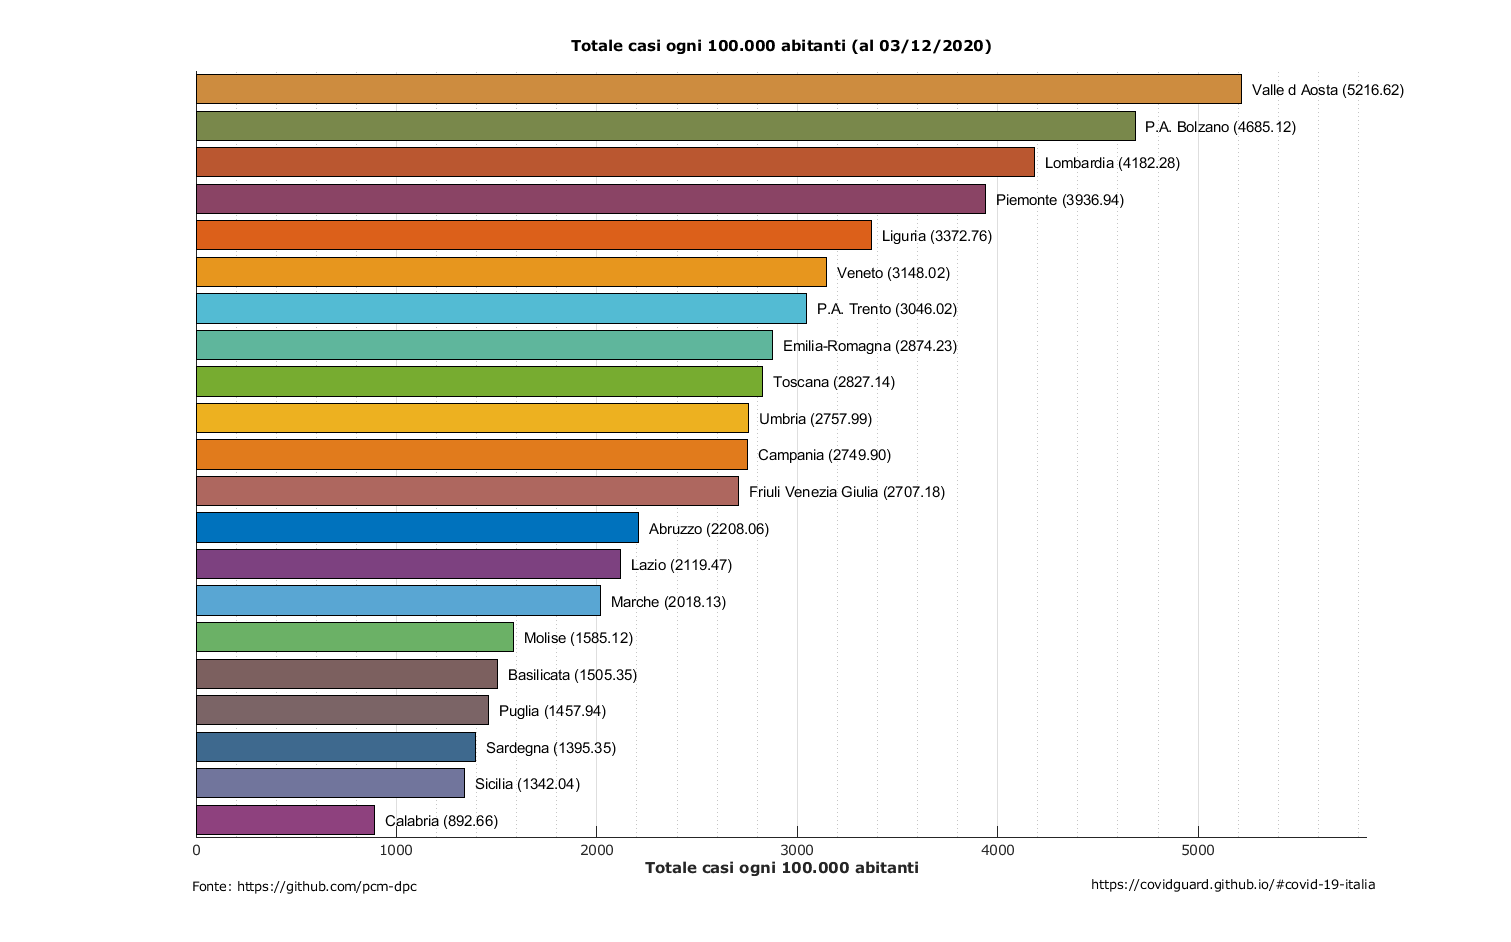 Totale casi ogni 100.000 abitanti (al 03/12/2020)
Valle d Aosta (5216.62)
P.A. Bolzano (4685.12)
Lombardia (4182.28)
Piemonte (3936.94)
Liguria (3372.76)
Veneto (3148.02)
P.A. Trento (3046.02)
Emilia-Romagna (2874.23)
Toscana (2827.14)
Umbria (2757.99)
Campania (2749.90)
Friuli Venezia Giulia (2707.18)
Abruzzo (2208.06)
Lazio (2119.47)
Marche (2018.13)
Molise (1585.12)
Basilicata (1505.35)
Puglia (1457.94)
Sardegna (1395.35)
Sicilia (1342.04)
Calabria (892.66)
0 1000 2000 3000 4000 5000
Totale casi ogni 100.000 abitanti
Fonte: https://github.com/pcm-dpc
https://covidguard.github.io/#covid-19-italia